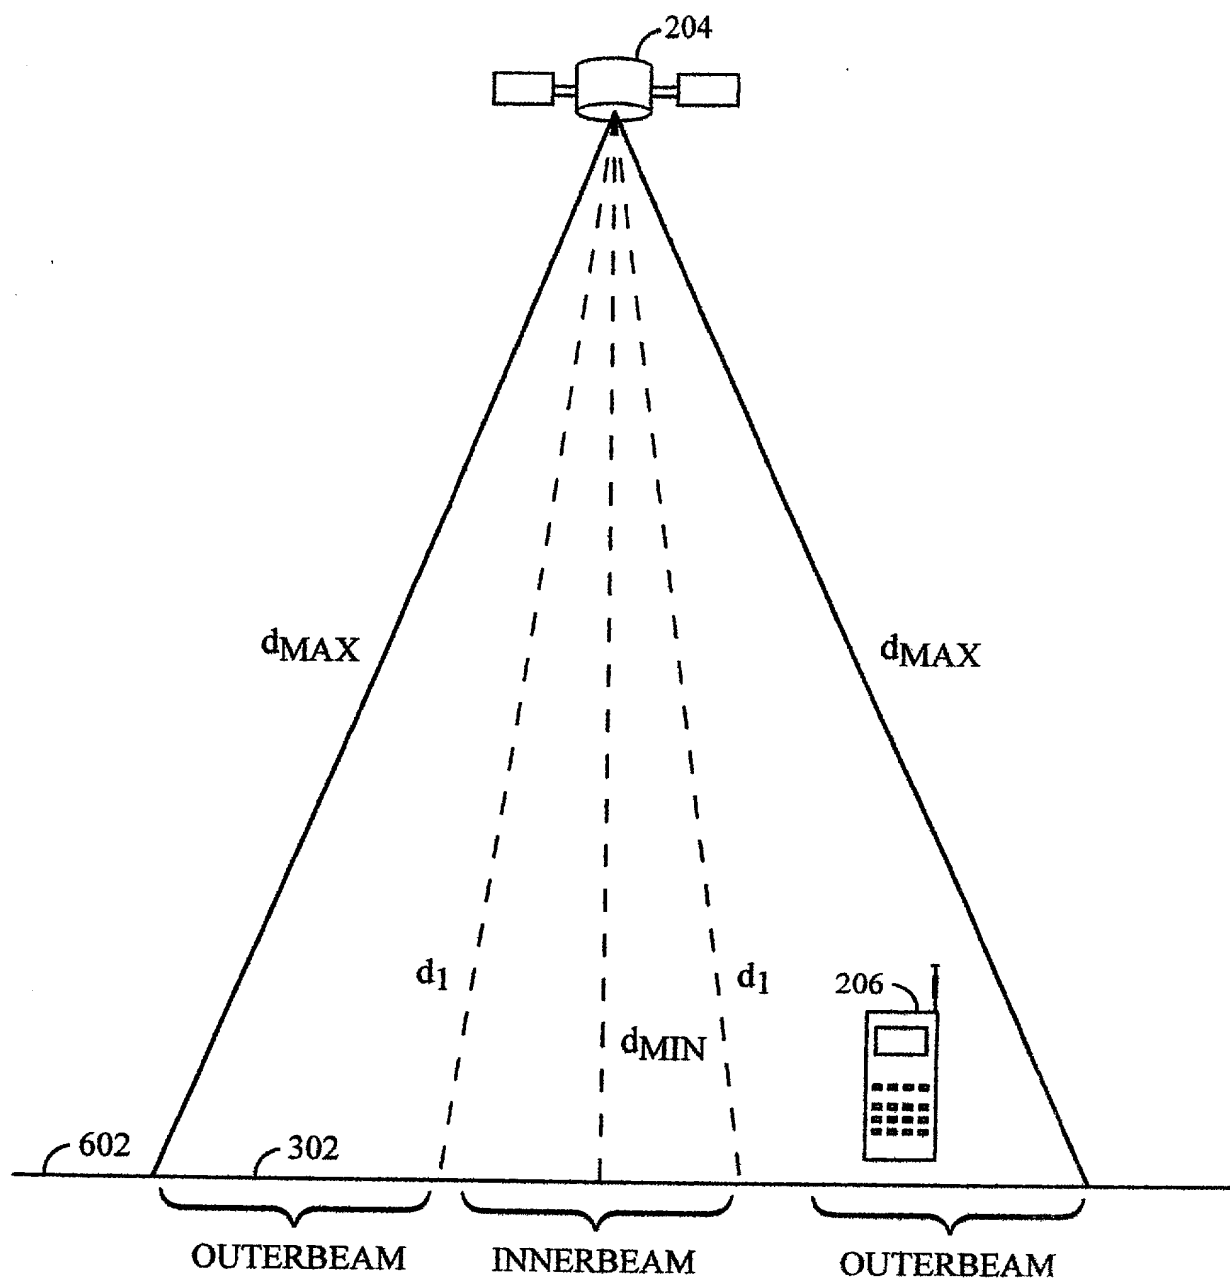 204
dMAX
dMAX
d1
d1
206
dMIN
602
302
OUTERBEAM
INNERBEAM
OUTERBEAM